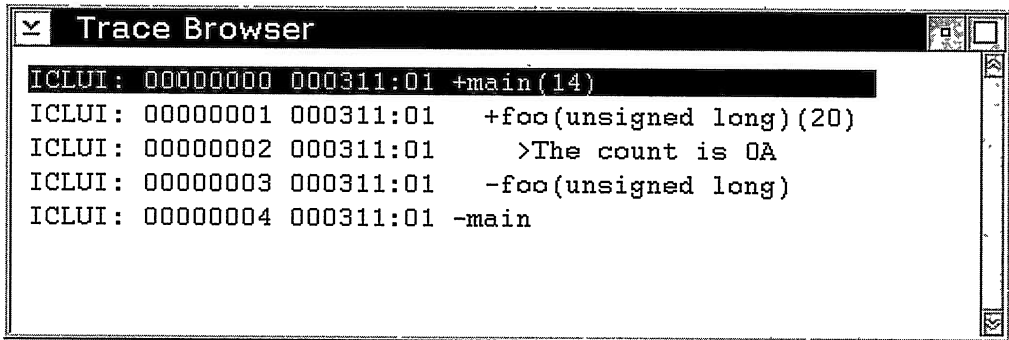 Trace Browser
ICLUI: 00000000 000311:01 +main(14)
ICLUI: 00000001 000311:01   +foo(unsigned long)(20)
ICLUI: 00000002 000311:01     >The count is 0A
ICLUI: 00000003 000311:01   -foo(unsigned long)
ICLUI: 00000004 000311:01 -main